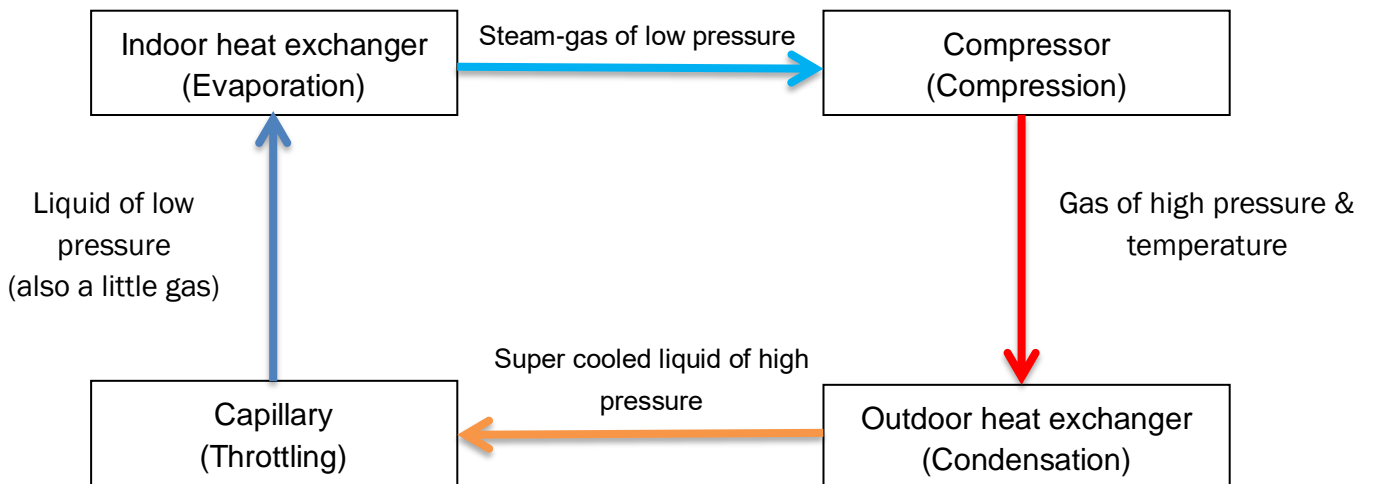 Indoor heat exchanger
(Evaporation)
Steam-gas of low pressure
Compressor
(Compression)
Liquid of low
pressure
(also a little gas)
Gas of high pressure &
temperature
Capillary
(Throttling)
Super cooled liquid of high
pressure
Outdoor heat exchanger
(Condensation)